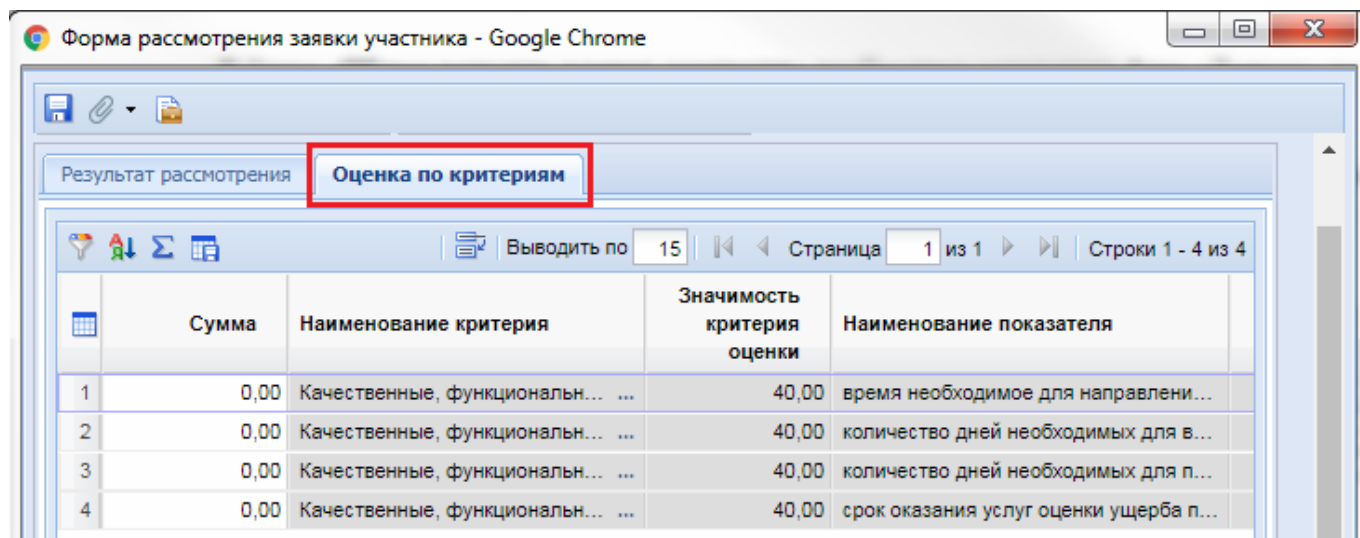 Форма рассмотрения заявки участника - Google Chrome
Результат рассмотрения Оценка по критериям
Выводить по 15 Страница 1 из 1 Строки 1 - 4 из 4
Сумма Наименование критерия Значимость критерия оценки Наименование показателя
1 0,00 Качественные, функциональн... ... 40,00 время необходимое для направлени...
2 0,00 Качественные, функциональн... ... 40,00 количество дней необходимых для в...
3 0,00 Качественные, функциональн... ... 40,00 количество дней необходимых для п...
4 0,00 Качественные, функциональн... ... 40,00 срок оказания услуг оценки ущерба п...